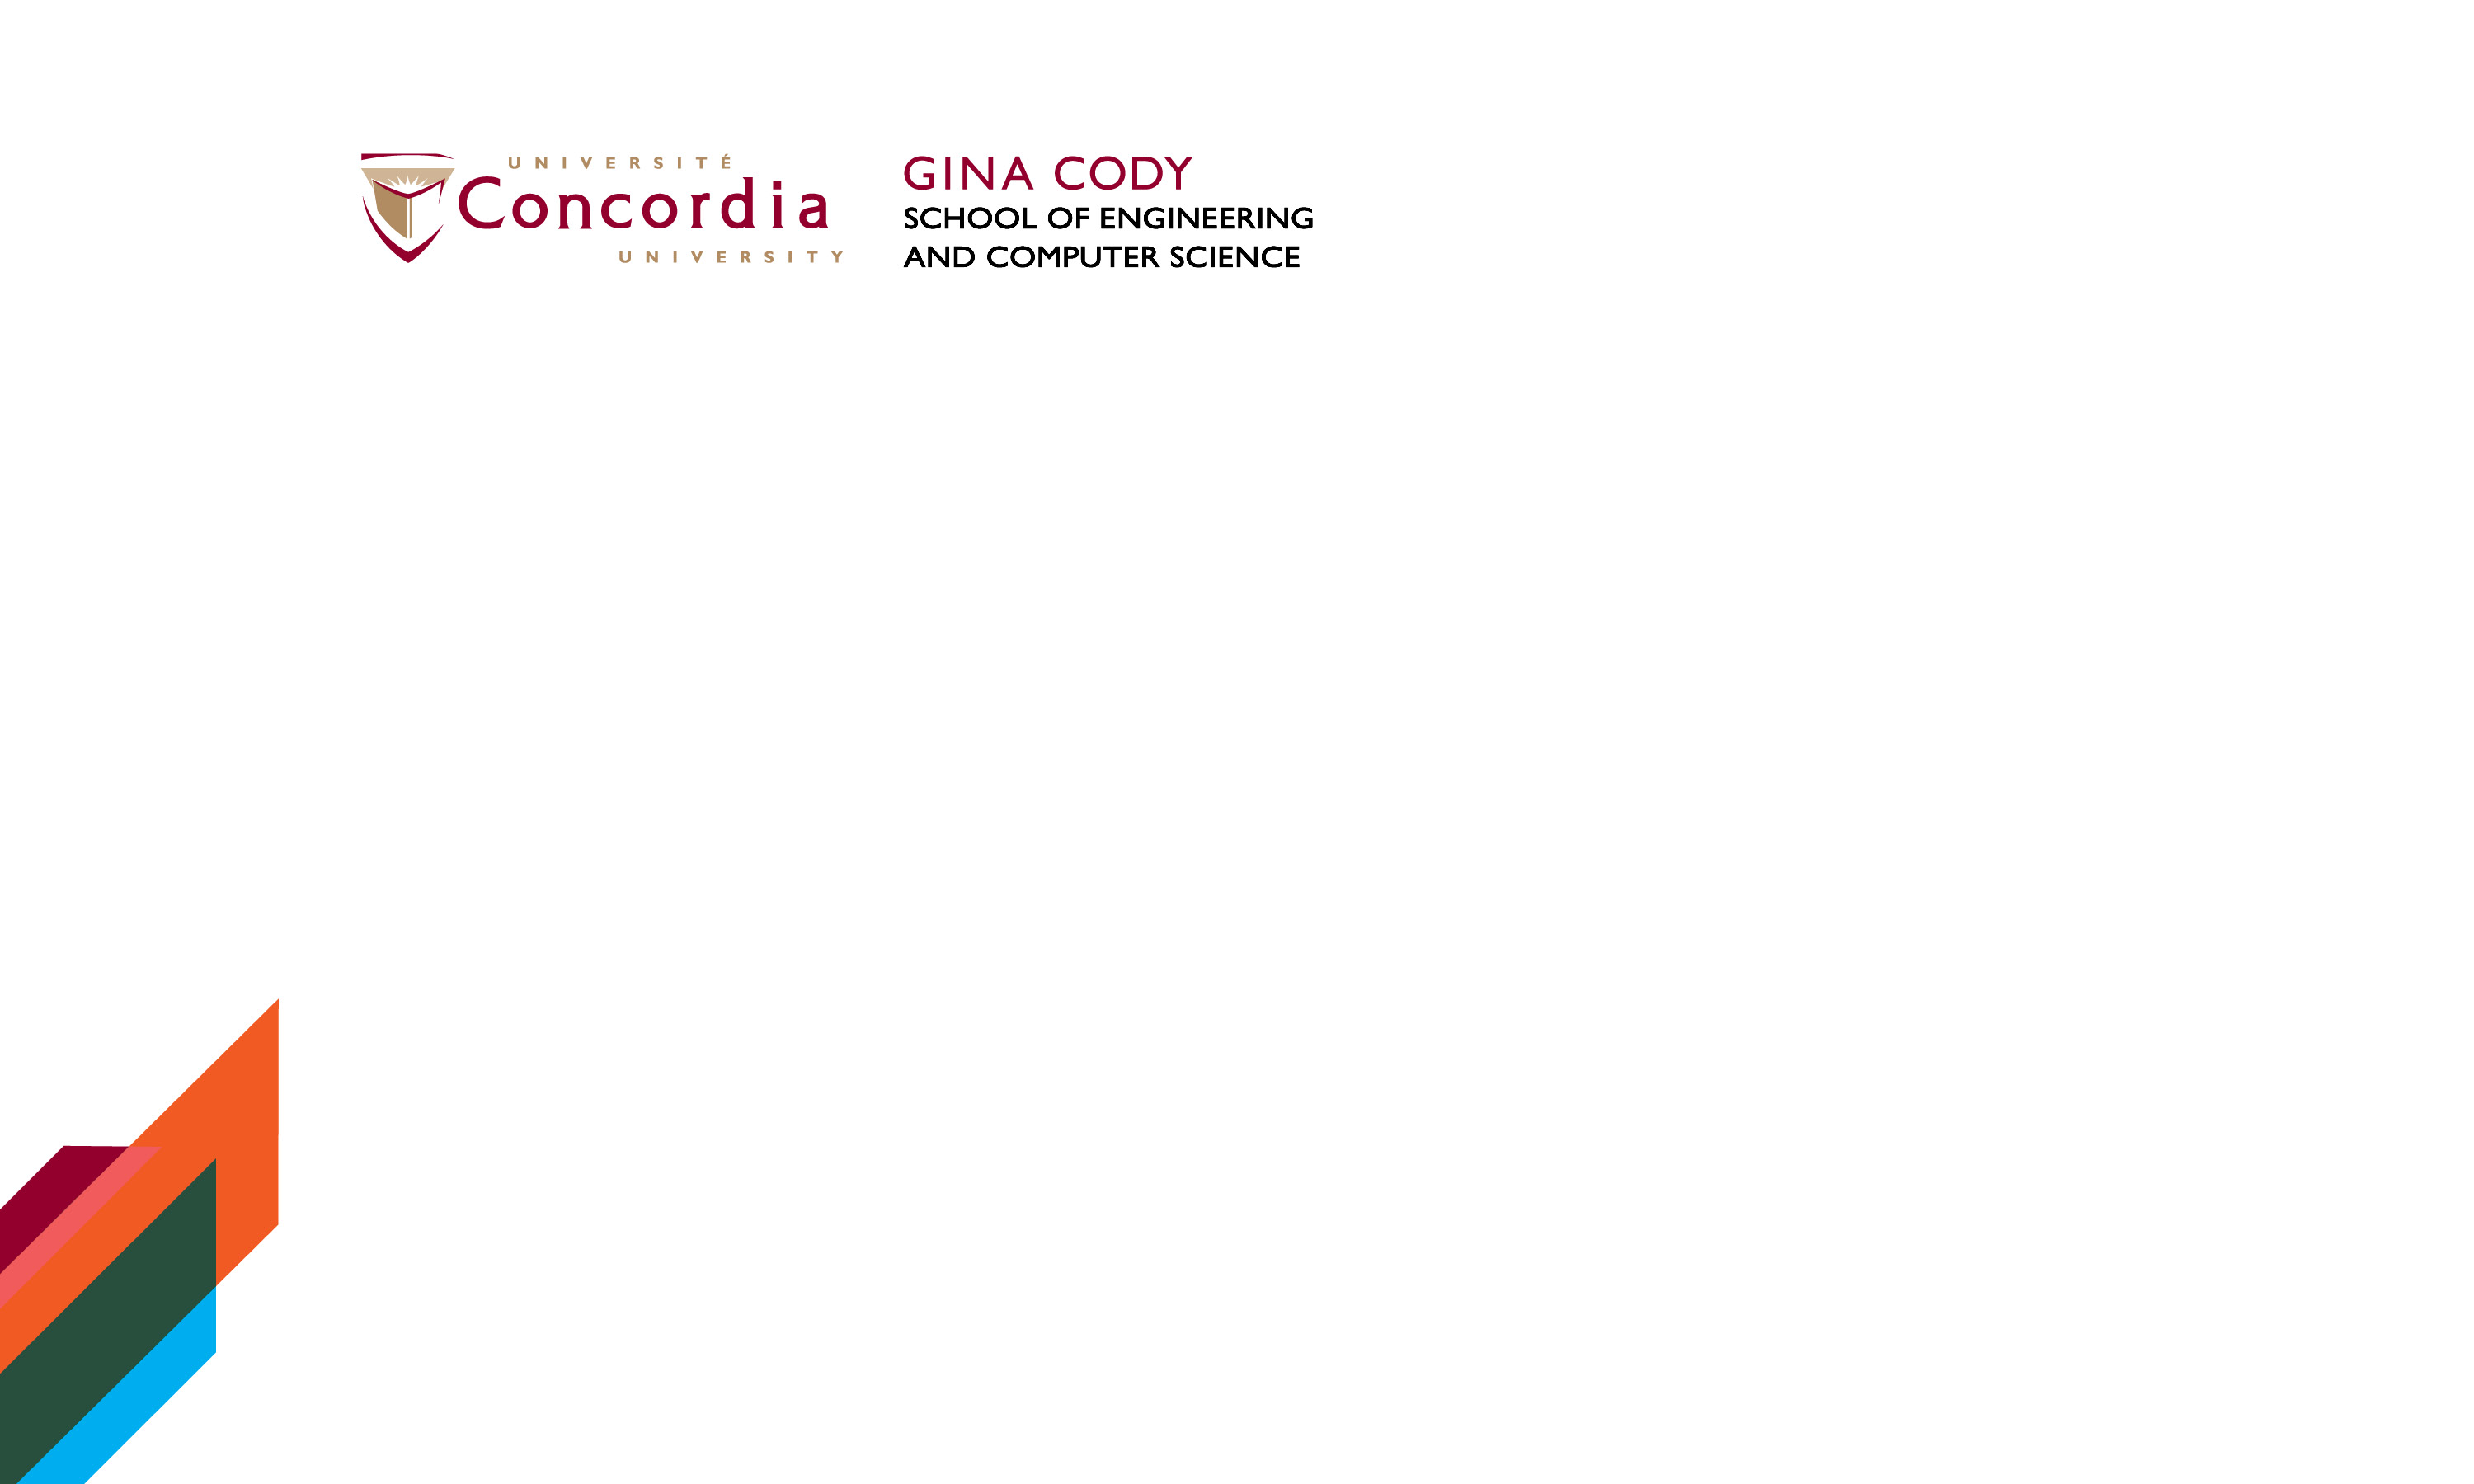 UNIVERSITÉ
Concordia
UNIVERSITY
GINA CODY
SCHOOL OF ENGINEERING
AND COMPUTER SCIENCE